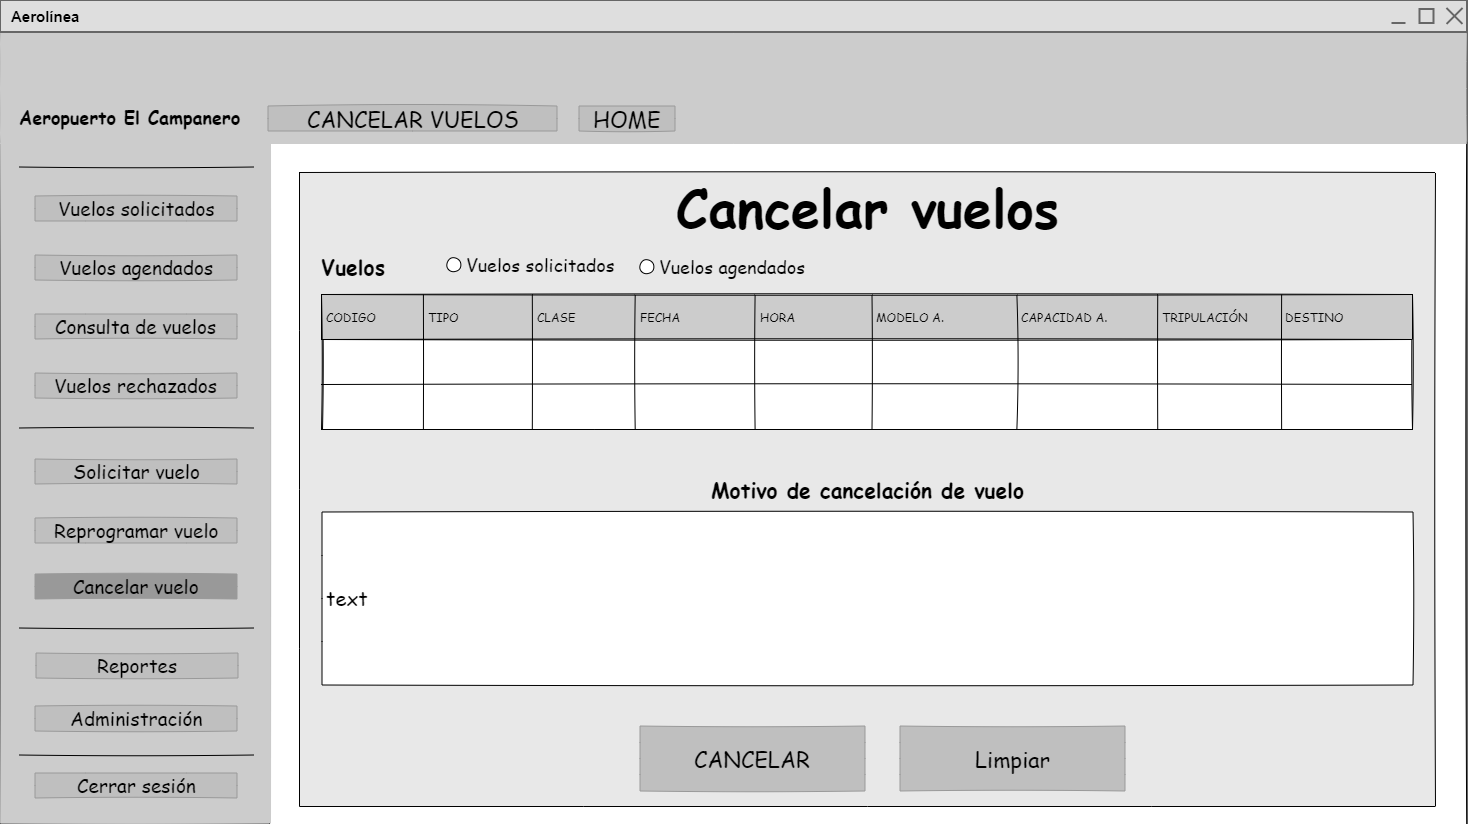 Aerolínea
Aeropuerto El Campanero
CANCELAR VUELOS
HOME
Vuelos solicitados
Vuelos agendados
Consulta de vuelos
Vuelos rechazados
Solicitar vuelo
Reprogramar vuelo
Cancelar vuelo
Reportes
Administración
Cerrar sesión
Cancelar vuelos
Vuelos Vuelos solicitados Vuelos agendados
CODIGO TIPO CLASE FECHA HORA MODELO A. CAPACIDAD A. TRIPULACIÓN DESTINO
Motivo de cancelación de vuelo
text
CANCELAR Limpiar